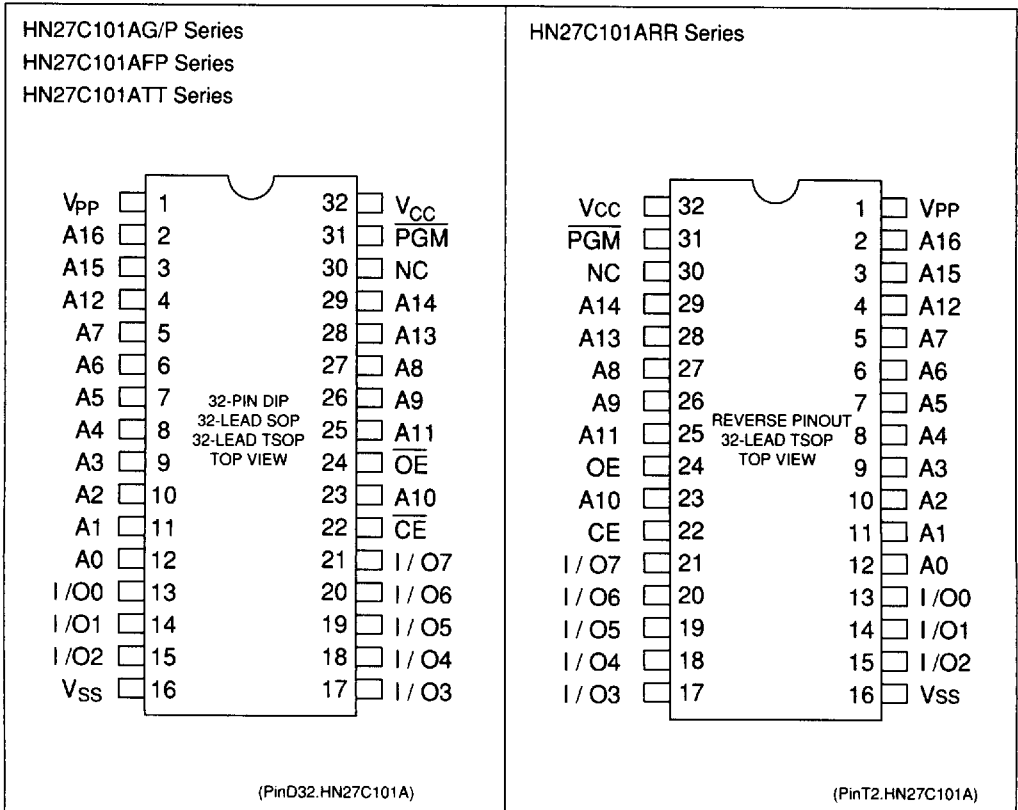 HN27C101AG/P Series
HN27C101AFP Series
HN27C101ATT Series
VPP 1 32 VCC
A16 2 31 P̅G̅M̅
A15 3 30 NC
A12 4 29 A14
A7 5 28 A13
A6 6 27 A8
A5 7 26 A9
A4 8 25 A11
A3 9 24 O̅E̅
A2 10 23 A10
A1 11 22 C̅E̅
A0 12 21 I/O7
I/O0 13 20 I/O6
I/O1 14 19 I/O5
I/O2 15 18 I/O4
VSS 16 17 I/O3
32-PIN DIP
32-LEAD SOP
32-LEAD TSOP
TOP VIEW
(PinD32.HN27C101A)
HN27C101ARR Series
VCC 32 1 VPP
P̅G̅M̅ 31 2 A16
NC 30 3 A15
A14 29 4 A12
A13 28 5 A7
A8 27 6 A6
A9 26 7 A5
A11 25 8 A4
OE 24 9 A3
A10 23 10 A2
CE 22 11 A1
I/O7 21 12 A0
I/O6 20 13 I/O0
I/O5 19 14 I/O1
I/O4 18 15 I/O2
I/O3 17 16 VSS
REVERSE PINOUT
32-LEAD TSOP
TOP VIEW
(PinT2.HN27C101A)